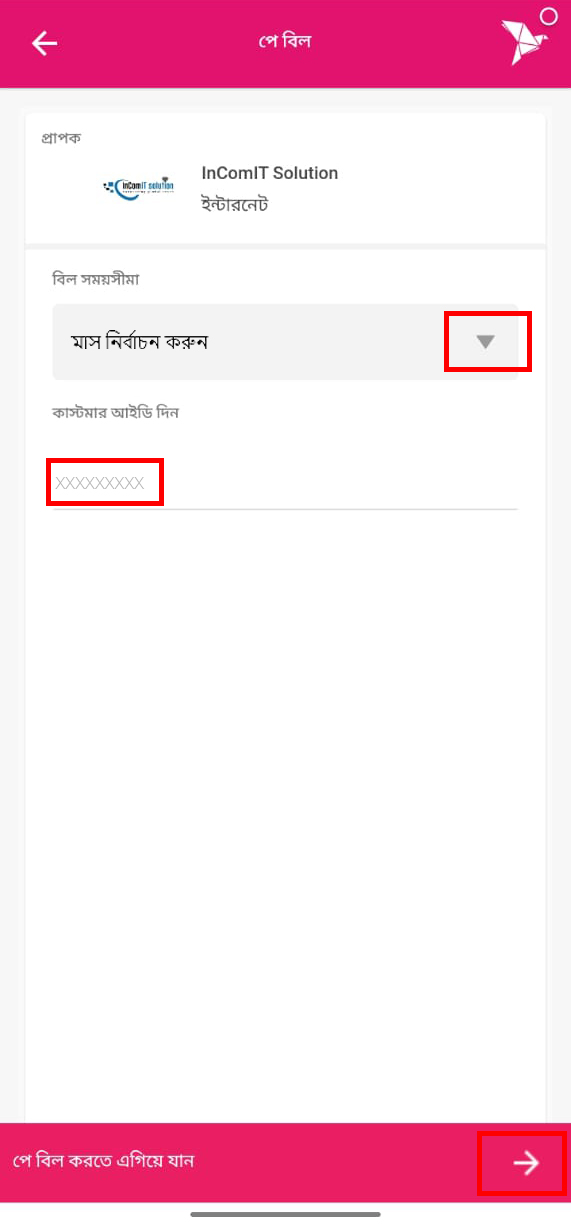 পে বিল
প্রাপক
InComIT solution
InComIT Solution
ইন্টারনেট
বিল সময়সীমা
মাস নির্বাচন করুন
কাস্টমার আইডি দিন
XXXXXXXXX
পে বিল করতে এগিয়ে যান